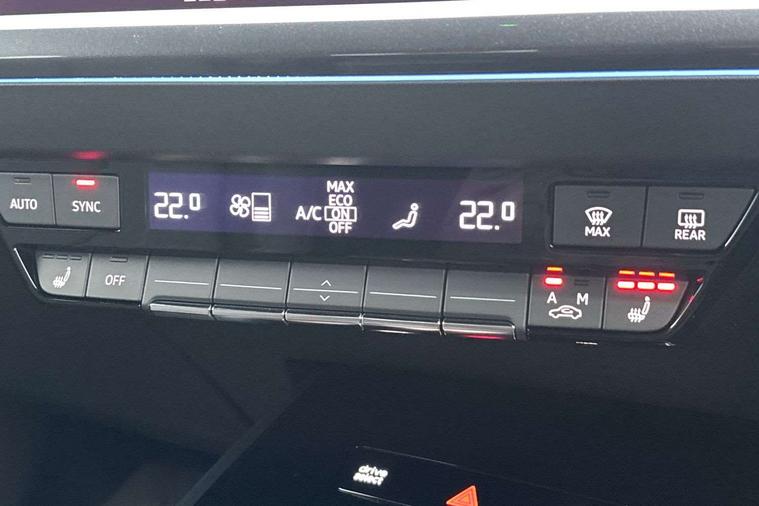 AUTO
SYNC
22.0
A/C
MAX
ECO
ON
OFF
22.0
MAX
REAR
OFF
A
M
drive
select